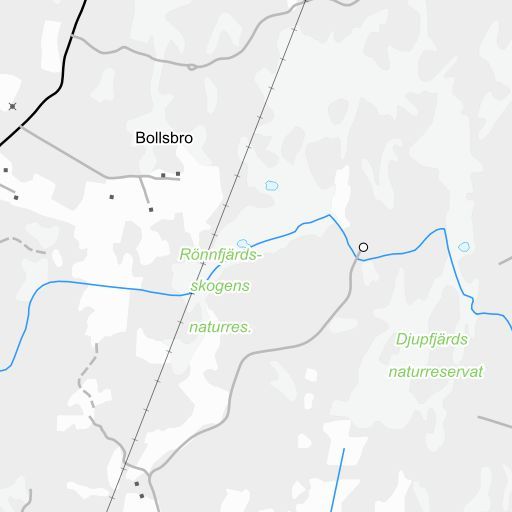 Bollsbro
Rönnfjärds-
skogens
naturres.
Djupfjärds
naturreservat